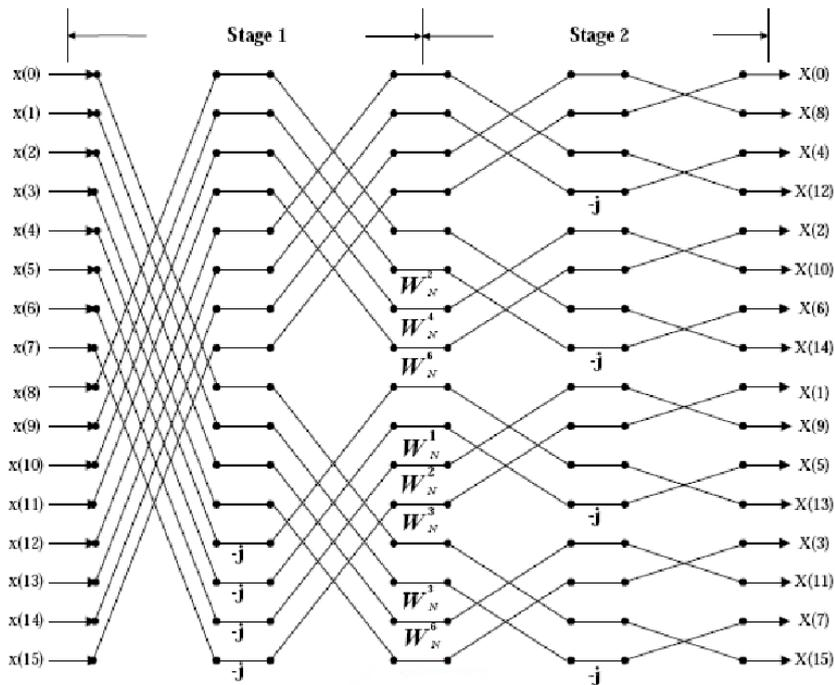 Stage 1 Stage 2
x(0) X(0)
x(1) X(8)
x(2) X(4)
x(3) -j X(12)
x(4) X(2)
x(5) W_N^2 X(10)
x(6) W_N^4 X(6)
x(7) W_N^6 -j X(14)
x(8) X(1)
x(9) W_N^1 X(9)
x(10) W_N^2 X(5)
x(11) W_N^3 -j X(13)
x(12) -j X(3)
x(13) -j W_N^3 X(11)
x(14) -j W_N^6 X(7)
x(15) -j -j X(15)